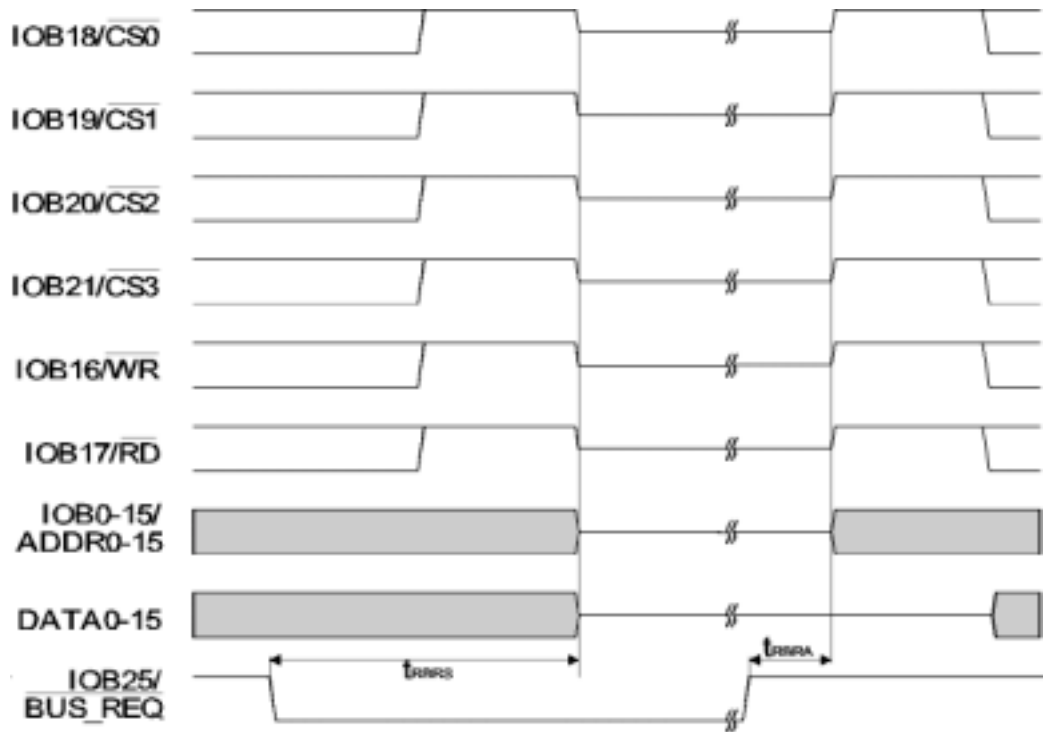 IOB18/CS0
IOB19/CS1
IOB20/CS2
IOB21/CS3
IOB16/WR
IOB17/RD
IOB0-15/
ADDR0-15
DATA0-15
IOB25/
BUS_REQ